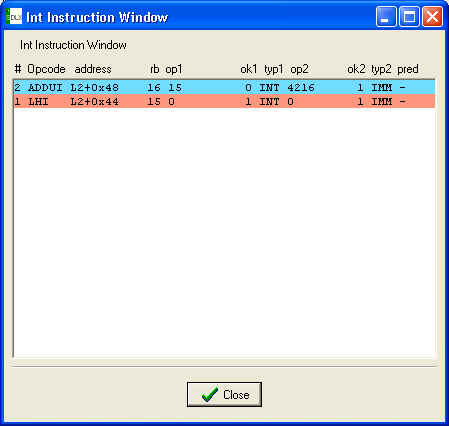 DLX Int Instruction Window
Int Instruction Window
# Opcode address rb op1 ok1 typ1 op2 ok2 typ2 pred
2 ADDUI L2+0x48 16 15 0 INT 4216 1 IMM -
1 LHI L2+0x44 15 0 1 INT 0 1 IMM -
Close